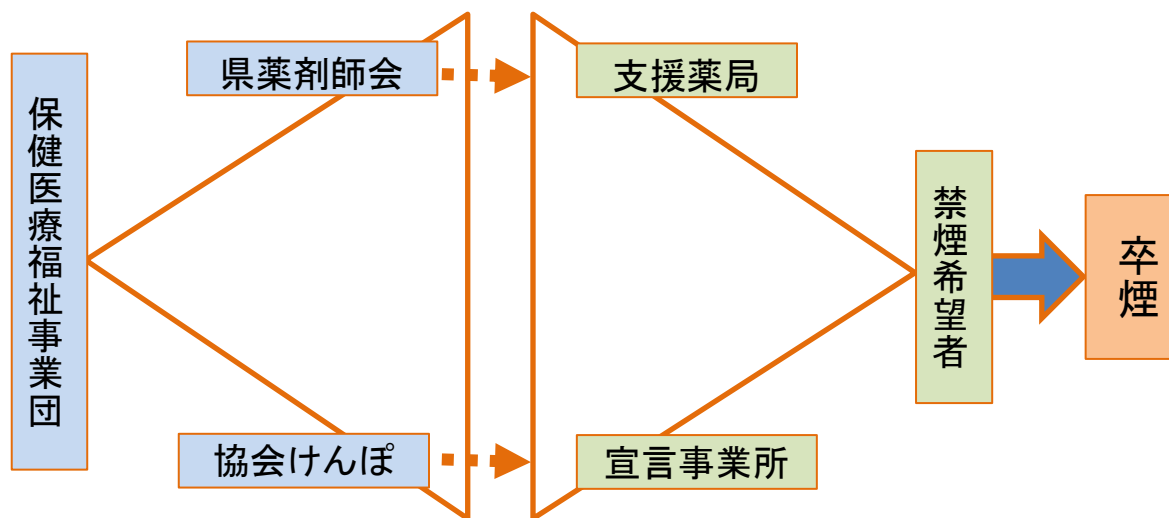 保健医療福祉事業団
県薬剤師会
協会けんぽ
支援薬局
宣言事業所
禁煙希望者
卒煙